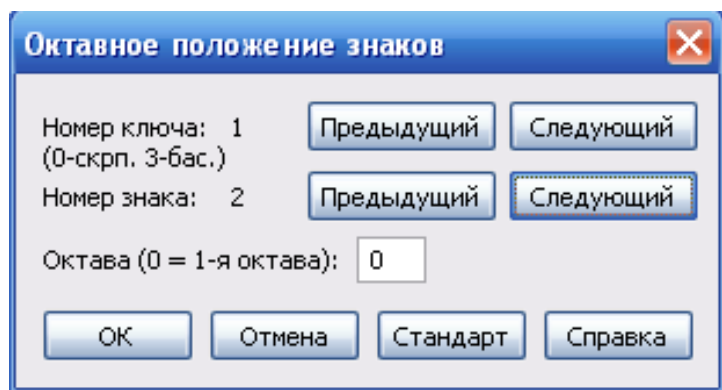 Октавное положение знаков
Номер ключа: 1 Предыдущий Следующий
(0-скрп. 3-бас.)
Номер знака: 2 Предыдущий Следующий
Октава (0 = 1-я октава): 0
ОК Отмена Стандарт Справка